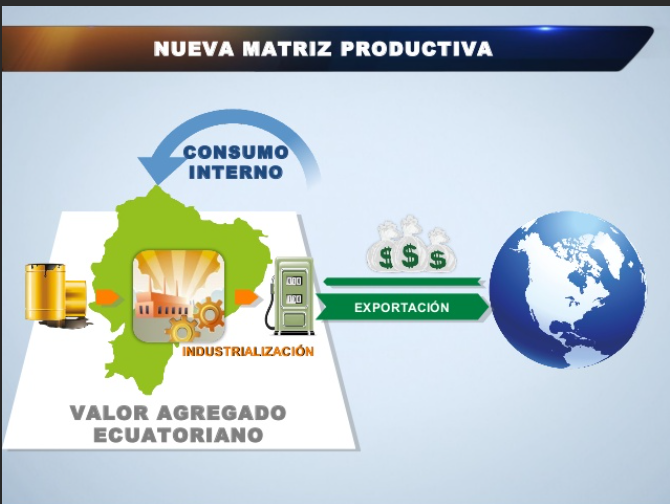 NUEVA MATRIZ PRODUCTIVA
CONSUMO
INTERNO
$ $ $
EXPORTACIÓN
INDUSTRIALIZACIÓN
VALOR AGREGADO
ECUATORIANO